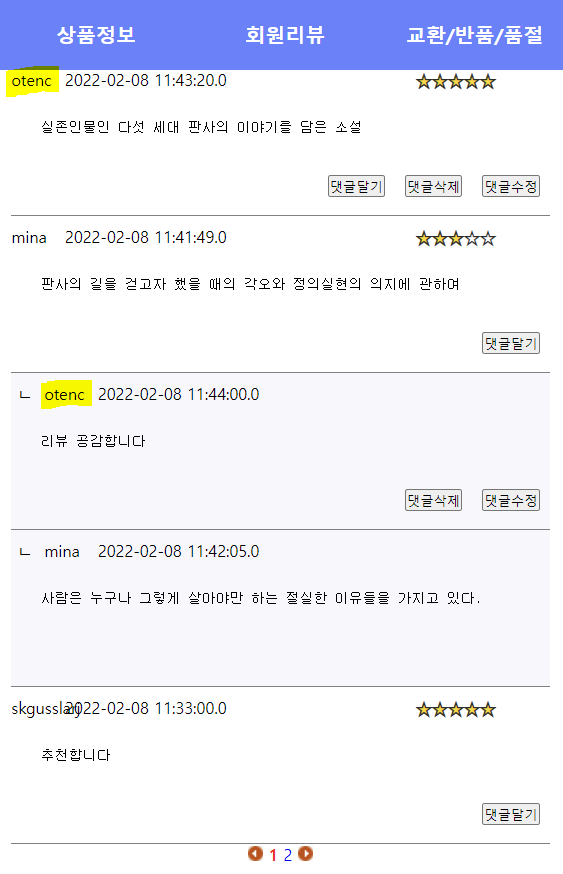 상품정보 회원리뷰 교환/반품/품절
otenc 2022-02-08 11:43:20.0
실존인물인 다섯 세대 판사의 이야기를 담은 소설
댓글달기 댓글삭제 댓글수정
mina 2022-02-08 11:41:49.0
판사의 길을 걷고자 했을 때의 각오와 정의실현의 의지에 관하여
댓글달기
ㄴ otenc 2022-02-08 11:44:00.0
리뷰 공감합니다
댓글삭제 댓글수정
ㄴ mina 2022-02-08 11:42:05.0
사람은 누구나 그렇게 살아야만 하는 절실한 이유들을 가지고 있다.
2022-02-08 11:33:00.0
추천합니다
댓글달기
1 2